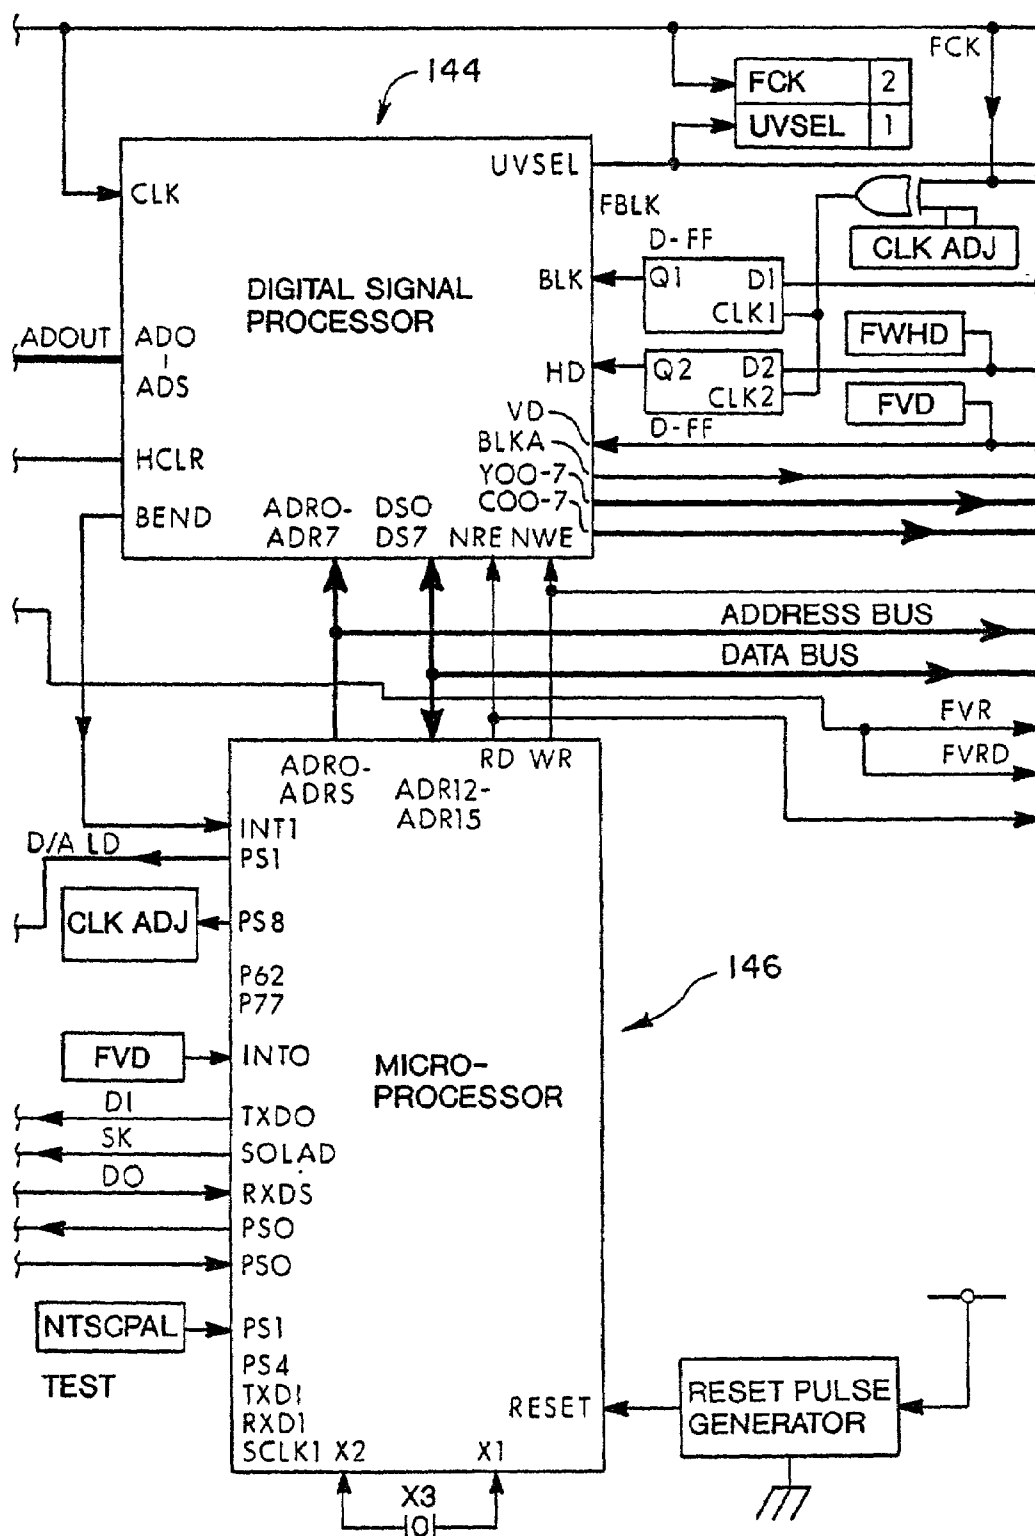 FCK
144
FCK 2
UVSEL 1
UVSEL
CLK
FBLK
CLK ADJ
D-FF
DIGITAL SIGNAL
PROCESSOR
BLK
Q1 D1
CLK1
ADOUT
ADO
ADS
FWHD
HD
Q2 D2
CLK2
FVD
VD
D-FF
BLKA
HCLR
YOO-7
COO-7
BEND
ADRO-
ADR7
DSO
DS7
NRE NWE
ADDRESS BUS
DATA BUS
FVR
FVRD
ADRO-
ADRS
ADR12-
ADR15
RD WR
INT1
D/A LD
PS1
CLK ADJ
PS8
P62
P77
146
FVD
INTO
MICRO-
PROCESSOR
DI
TXDO
SK
SOLAD
DO
RXDS
PSO
PSO
NTSCPAL
PS1
TEST
PS4
TXD1
RXD1
SCLK1 X2 X1
RESET
RESET PULSE
GENERATOR
X3